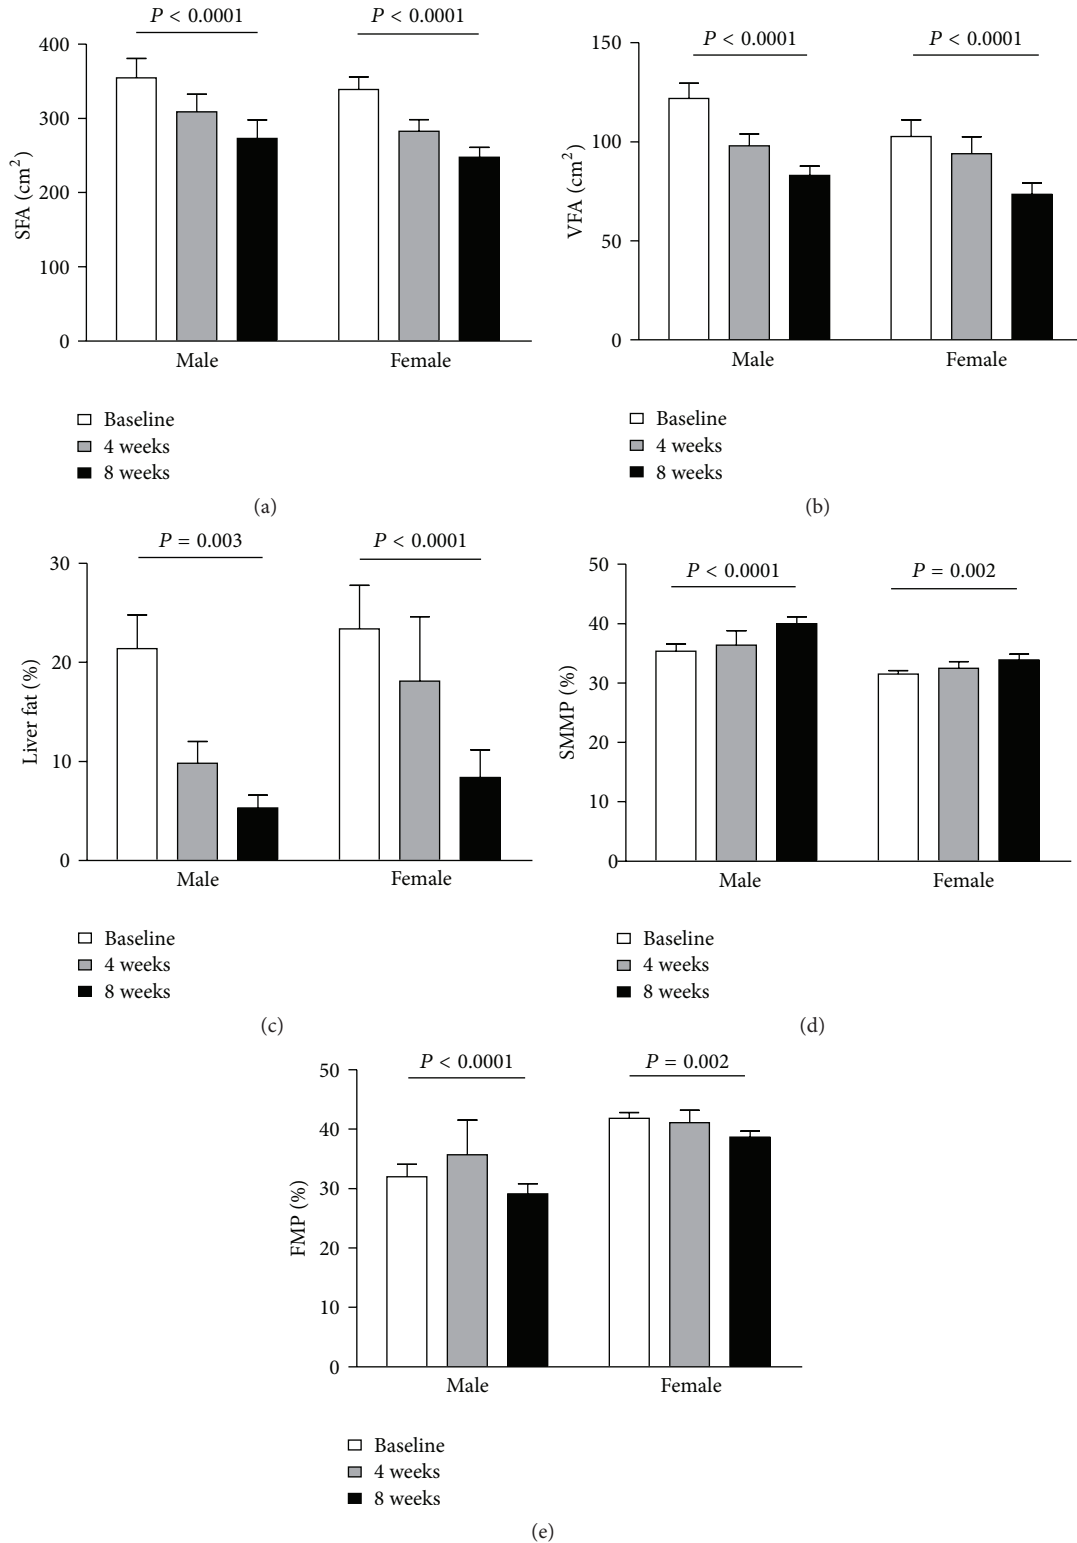 P < 0.0001
P < 0.0001
400
300
200
100
0
SFA (cm²)
Male
Female
Baseline
4 weeks
8 weeks
(a)
P < 0.0001
P < 0.0001
150
100
50
0
VFA (cm²)
Male
Female
Baseline
4 weeks
8 weeks
(b)
P = 0.003
P < 0.0001
30
20
10
0
Liver fat (%)
Male
Female
Baseline
4 weeks
8 weeks
(c)
P < 0.0001
P = 0.002
50
40
30
20
10
0
SMMP (%)
Male
Female
Baseline
4 weeks
8 weeks
(d)
P < 0.0001
P = 0.002
50
40
30
20
10
0
FMP (%)
Male
Female
Baseline
4 weeks
8 weeks
(e)